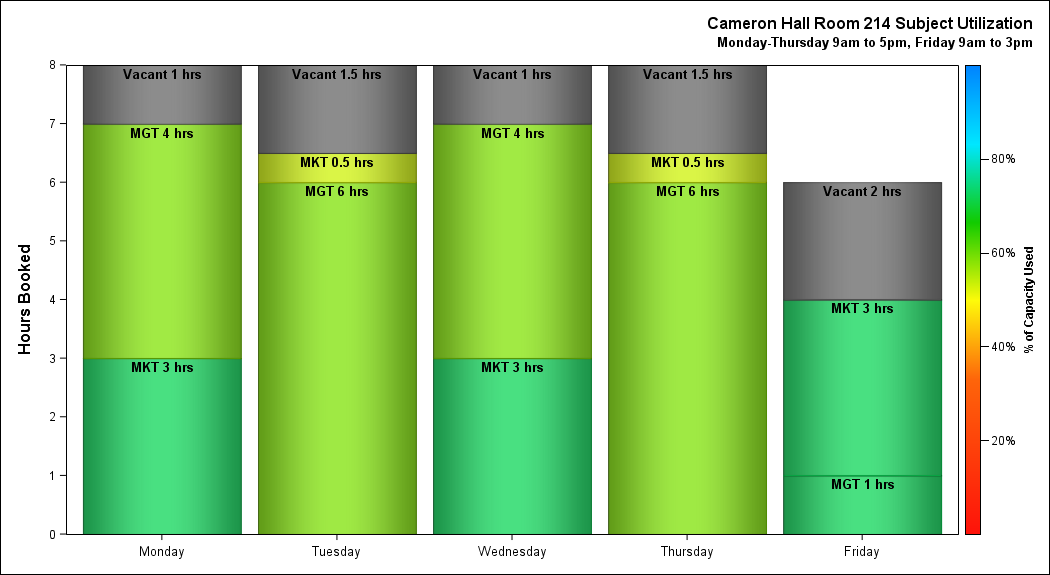 Cameron Hall Room 214 Subject Utilization
Monday-Thursday 9am to 5pm, Friday 9am to 3pm
Hours Booked
8
7
6
5
4
3
2
1
0
Vacant 1 hrs
MGT 4 hrs
MKT 3 hrs
Vacant 1.5 hrs
MKT 0.5 hrs
MGT 6 hrs
Vacant 1 hrs
MGT 4 hrs
MKT 3 hrs
Vacant 1.5 hrs
MKT 0.5 hrs
MGT 6 hrs
Vacant 2 hrs
MKT 3 hrs
MGT 1 hrs
Monday
Tuesday
Wednesday
Thursday
Friday
80%
60%
40%
20%
% of Capacity Used